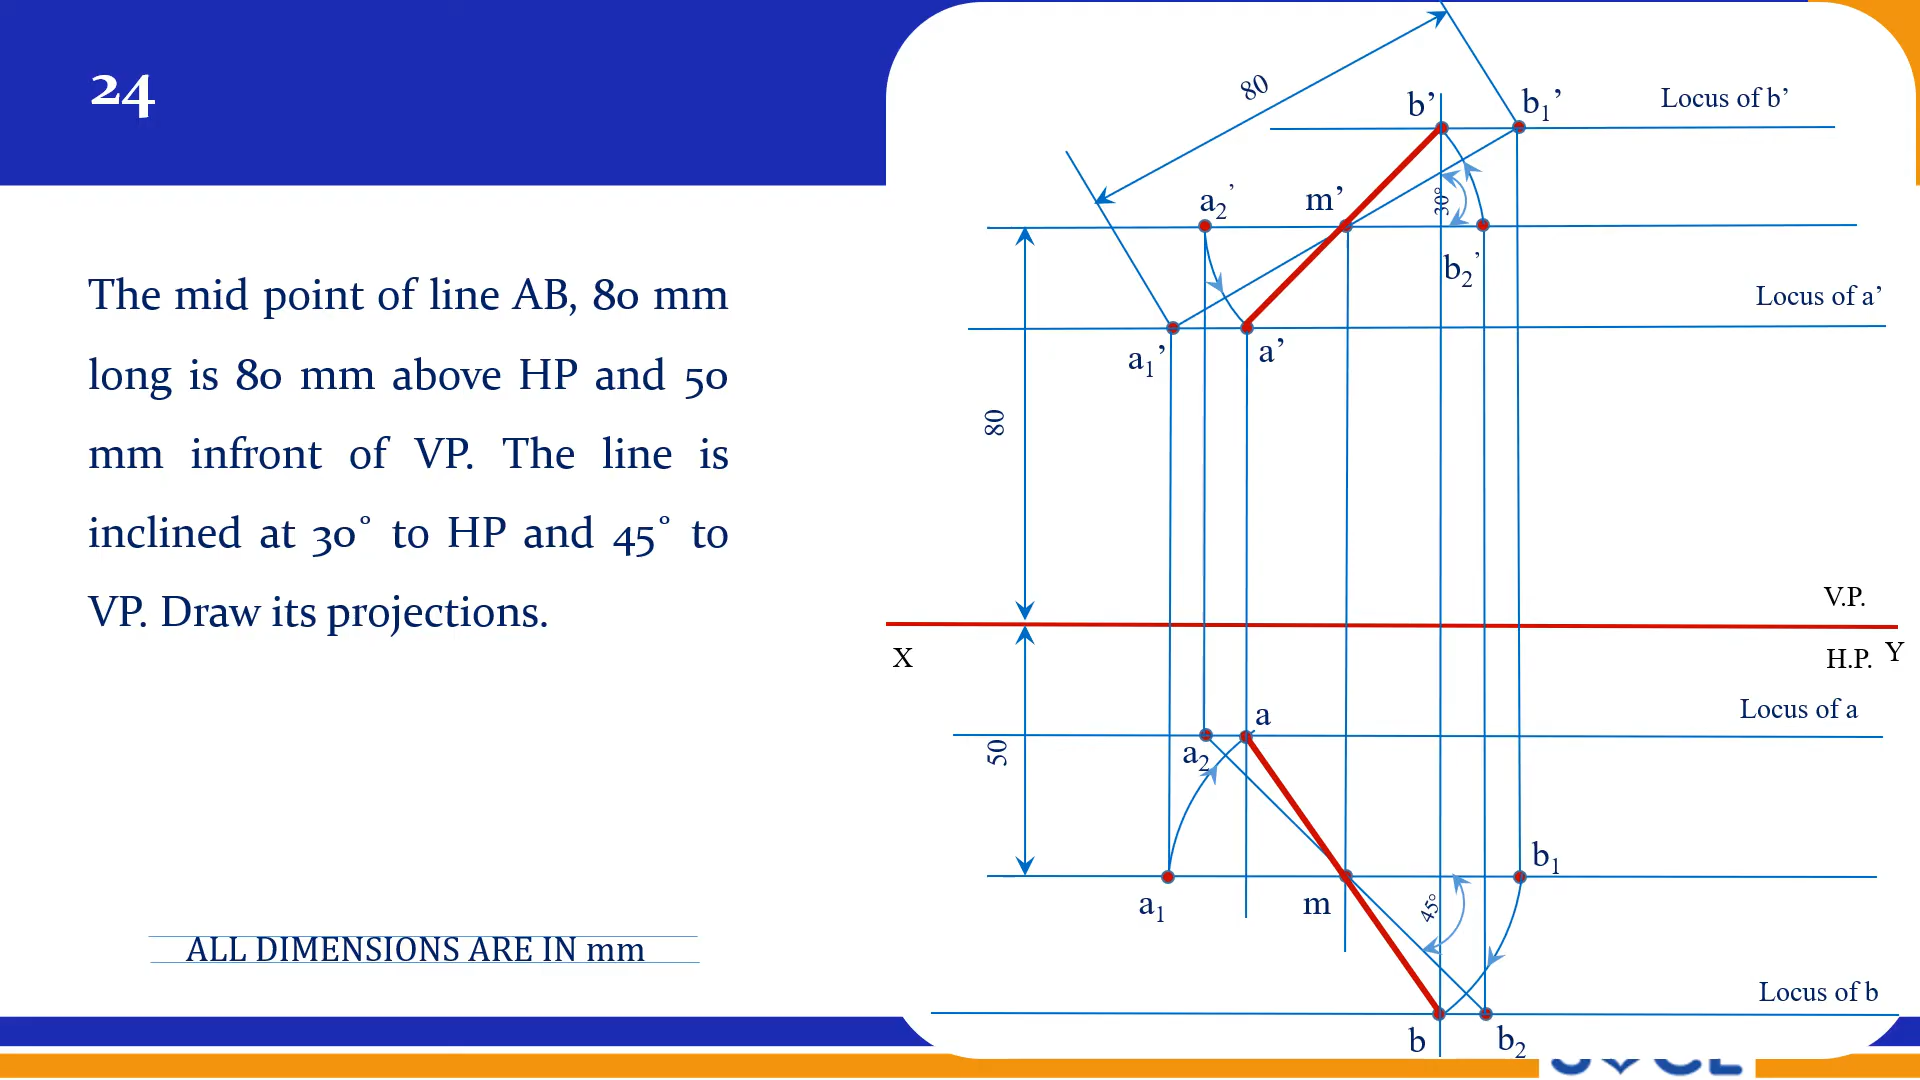 24
The mid point of line AB, 80 mm
long is 80 mm above HP and 50
mm infront of VP. The line is
inclined at 30° to HP and 45° to
VP. Draw its projections.
ALL DIMENSIONS ARE IN mm
80
b’
b1’
Locus of b’
a2’
m’
30°
b2’
Locus of a’
a1’
a’
80
V.P.
X
H.P.
Y
Locus of a
a
a2
50
b1
a1
m
45°
Locus of b
b
b2